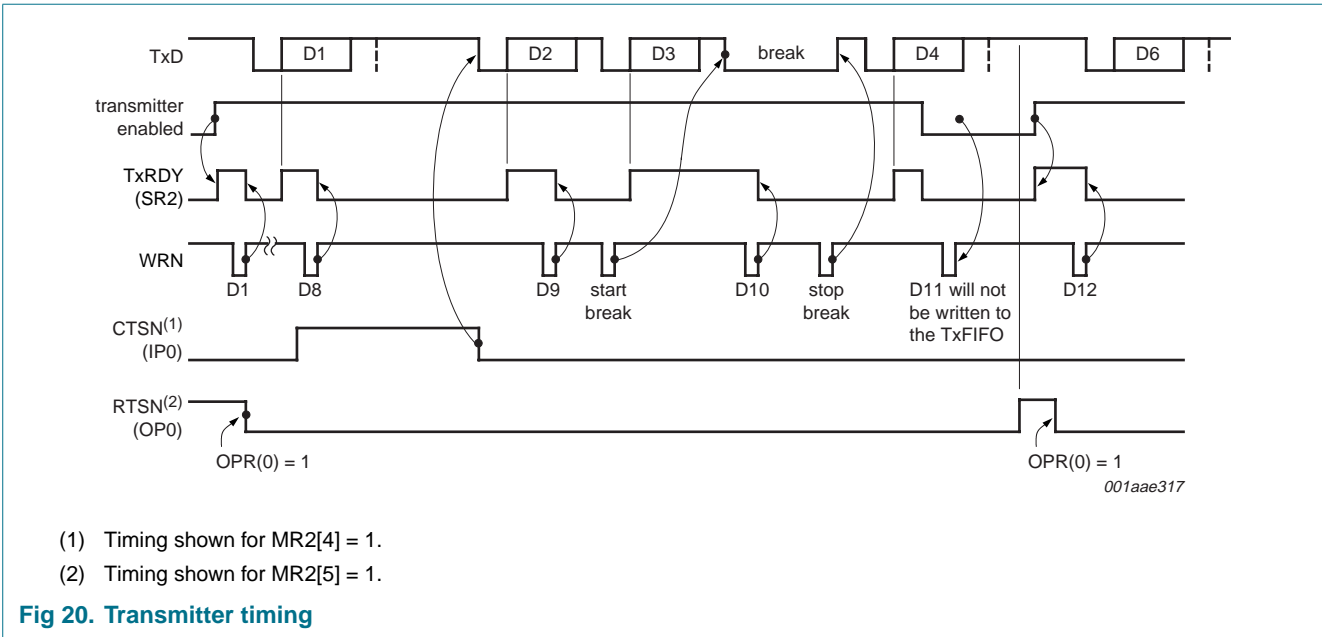 TxD
D1
D2
D3
break
D4
D6
transmitter
enabled
TxRDY
(SR2)
WRN
D1
D8
D9
start
break
D10
stop
break
D11 will not
be written to
the TxFIFO
D12
CTSN(1)
(IP0)
RTSN(2)
(OP0)
OPR(0) = 1
OPR(0) = 1
001aae317
(1) Timing shown for MR2[4] = 1.
(2) Timing shown for MR2[5] = 1.
Fig 20. Transmitter timing